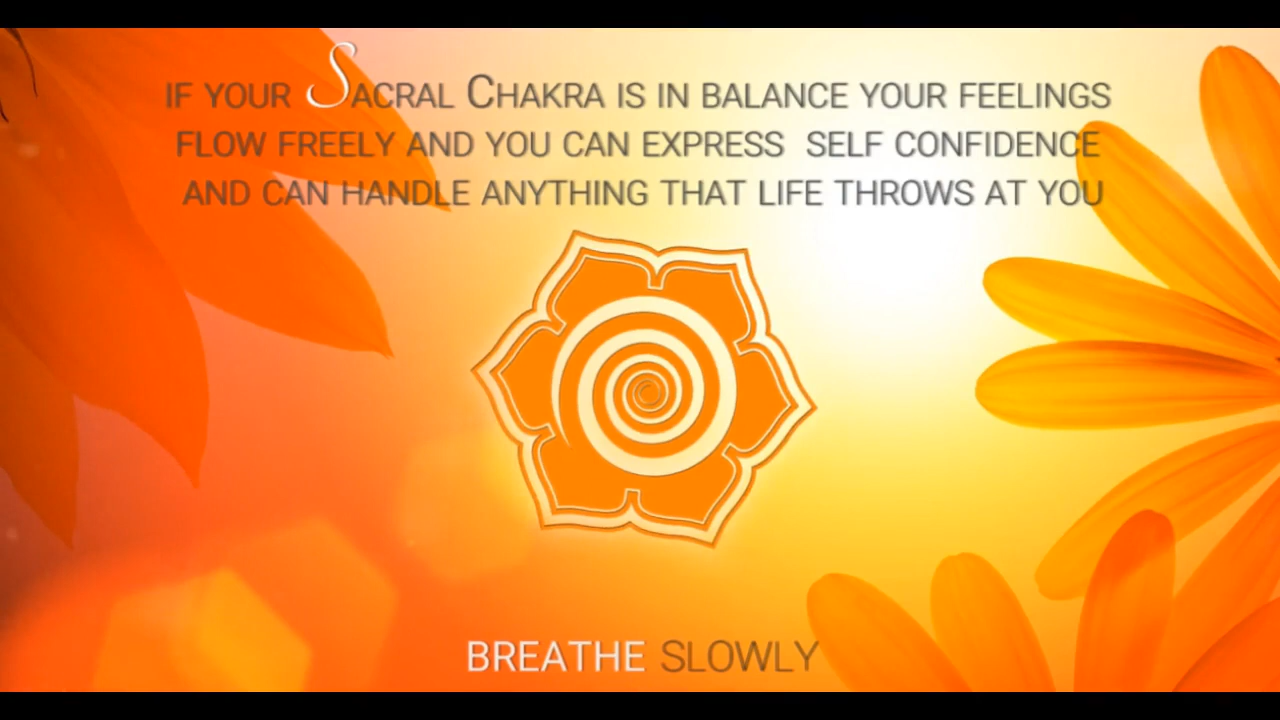 IF YOUR SACRAL CHAKRA IS IN BALANCE YOUR FEELINGS
FLOW FREELY AND YOU CAN EXPRESS  SELF CONFIDENCE
AND CAN HANDLE ANYTHING THAT LIFE THROWS AT YOU
BREATHE SLOWLY